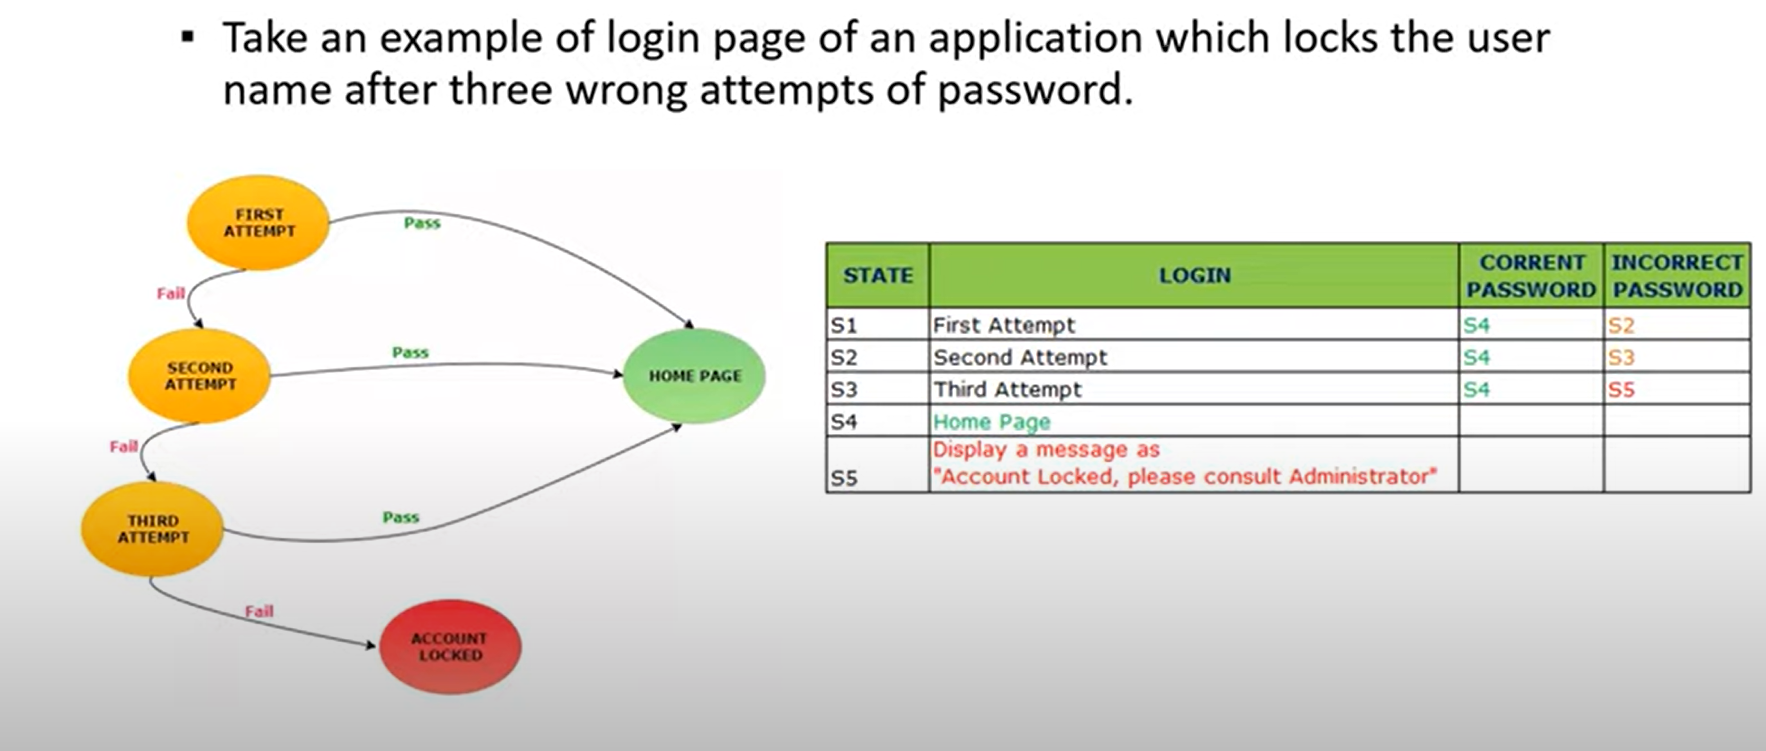 ▪ Take an example of login page of an application which locks the user
name after three wrong attempts of password.
FIRST
ATTEMPT
Pass
Fail
SECOND
ATTEMPT
Pass
HOME PAGE
Fail
THIRD
ATTEMPT
Pass
Fail
ACCOUNT
LOCKED
STATE LOGIN CORRENT PASSWORD INCORRECT PASSWORD
S1 First Attempt S4 S2
S2 Second Attempt S4 S3
S3 Third Attempt S4 S5
S4 Home Page
Display a message as
S5 "Account Locked, please consult Administrator"